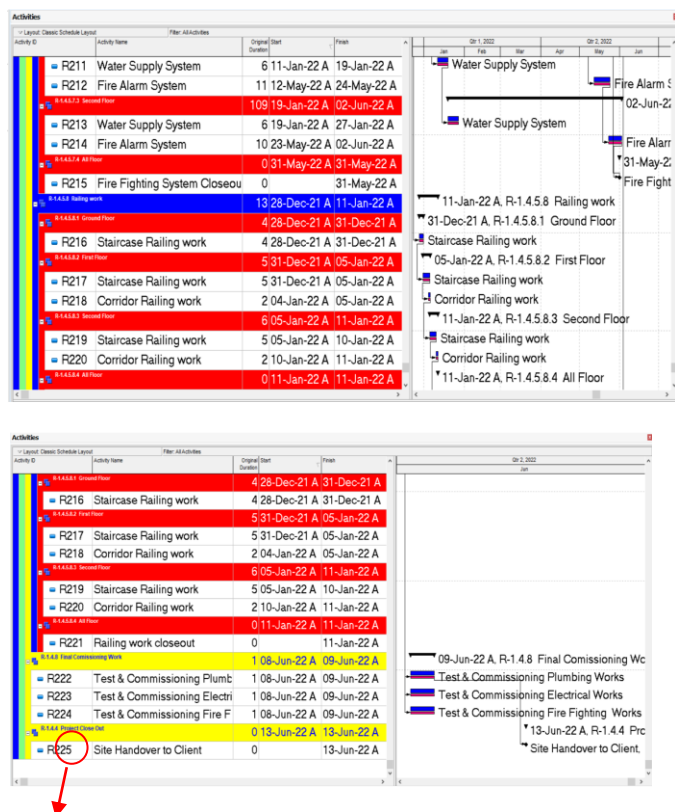 Activities
Layout: Classic Schedule Layout Filter: All Activities
Activity ID Activity Name Original Duration Start Finish Qtr 1, 2022 Qtr 2, 2022
Jan Feb Mar Apr May Jun
R211 Water Supply System 6 11-Jan-22 A 19-Jan-22 A Water Supply System
R212 Fire Alarm System 11 12-May-22 A 24-May-22 A Fire Alarm S
R-1.4.5.7.3 Second Floor 109 19-Jan-22 A 02-Jun-22 A 02-Jun-22
R213 Water Supply System 6 19-Jan-22 A 27-Jan-22 A Water Supply System
R214 Fire Alarm System 10 23-May-22 A 02-Jun-22 A Fire Alarr
R-1.4.5.7.4 All Floor 0 31-May-22 A 31-May-22 A 31-May-22
R215 Fire Fighting System Closeou 0 31-May-22 A Fire Fight
R-1.4.5.8 Railing work 13 28-Dec-21 A 11-Jan-22 A 11-Jan-22 A, R-1.4.5.8 Railing work
R-1.4.5.8.1 Ground Floor 4 28-Dec-21 A 31-Dec-21 A 31-Dec-21 A, R-1.4.5.8.1 Ground Floor
R216 Staircase Railing work 4 28-Dec-21 A 31-Dec-21 A Staircase Railing work
R-1.4.5.8.2 First Floor 5 31-Dec-21 A 05-Jan-22 A 05-Jan-22 A, R-1.4.5.8.2 First Floor
R217 Staircase Railing work 5 31-Dec-21 A 05-Jan-22 A Staircase Railing work
R218 Corridor Railing work 2 04-Jan-22 A 05-Jan-22 A Corridor Railing work
R-1.4.5.8.3 Second Floor 6 05-Jan-22 A 11-Jan-22 A 11-Jan-22 A, R-1.4.5.8.3 Second Floor
R219 Staircase Railing work 5 05-Jan-22 A 10-Jan-22 A Staircase Railing work
R220 Corridor Railing work 2 10-Jan-22 A 11-Jan-22 A Corridor Railing work
R-1.4.5.8.4 All Floor 0 11-Jan-22 A 11-Jan-22 A 11-Jan-22 A, R-1.4.5.8.4 All Floor
Activities
Layout: Classic Schedule Layout Filter: All Activities
Activity ID Activity Name Original Duration Start Finish Qtr 2, 2022
Jun
R-1.4.5.8.1 Ground Floor 4 28-Dec-21 A 31-Dec-21 A
R216 Staircase Railing work 4 28-Dec-21 A 31-Dec-21 A
R-1.4.5.8.2 First Floor 5 31-Dec-21 A 05-Jan-22 A
R217 Staircase Railing work 5 31-Dec-21 A 05-Jan-22 A
R218 Corridor Railing work 2 04-Jan-22 A 05-Jan-22 A
R-1.4.5.8.3 Second Floor 6 05-Jan-22 A 11-Jan-22 A
R219 Staircase Railing work 5 05-Jan-22 A 10-Jan-22 A
R220 Corridor Railing work 2 10-Jan-22 A 11-Jan-22 A
R-1.4.5.8.4 All Floor 0 11-Jan-22 A 11-Jan-22 A
R221 Railing work closeout 0 11-Jan-22 A
R-1.4.8 Final Comissioning Work 1 08-Jun-22 A 09-Jun-22 A 09-Jun-22 A, R-1.4.8 Final Comissioning Wo
R222 Test & Commissioning Plumb 1 08-Jun-22 A 09-Jun-22 A Test & Commissioning Plumbing Works
R223 Test & Commissioning Electri 1 08-Jun-22 A 09-Jun-22 A Test & Commissioning Electrical Works
R224 Test & Commissioning Fire F 1 08-Jun-22 A 09-Jun-22 A Test & Commissioning Fire Fighting Works
R-1.4.4 Project Close Out 0 13-Jun-22 A 13-Jun-22 A 13-Jun-22 A, R-1.4.4 Proj
R225 Site Handover to Client 0 13-Jun-22 A Site Handover to Client,